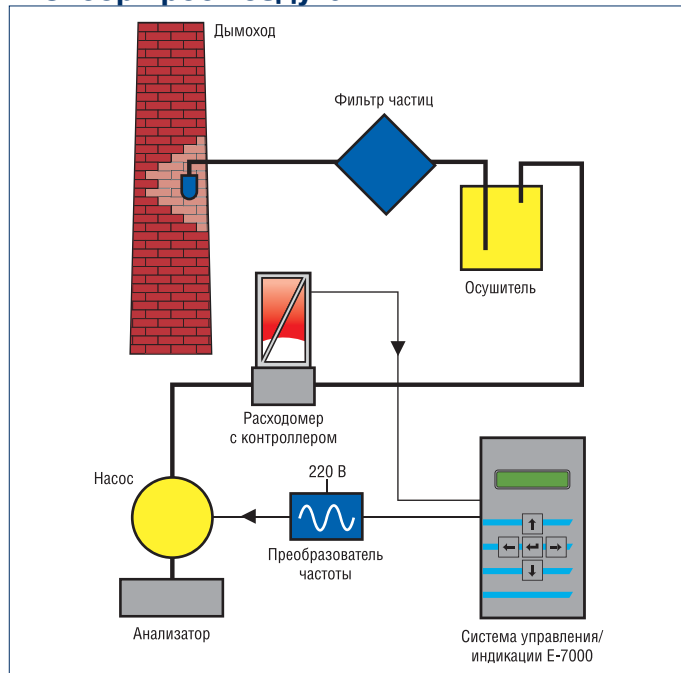 Дымоход
Фильтр частиц
Осушитель
Расходомер
с контроллером
Насос
220 В
Преобразователь
частоты
Анализатор
Система управления/
индикации Е-7000